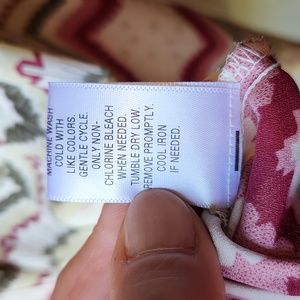 MACHINE WASH
COLD WITH
LIKE COLORS.
GENTLE CYCLE.
ONLY NON-
CHLORINE BLEACH
WHEN NEEDED.
TUMBLE DRY LOW.
REMOVE PROMPTLY.
COOL IRON
IF NEEDED.